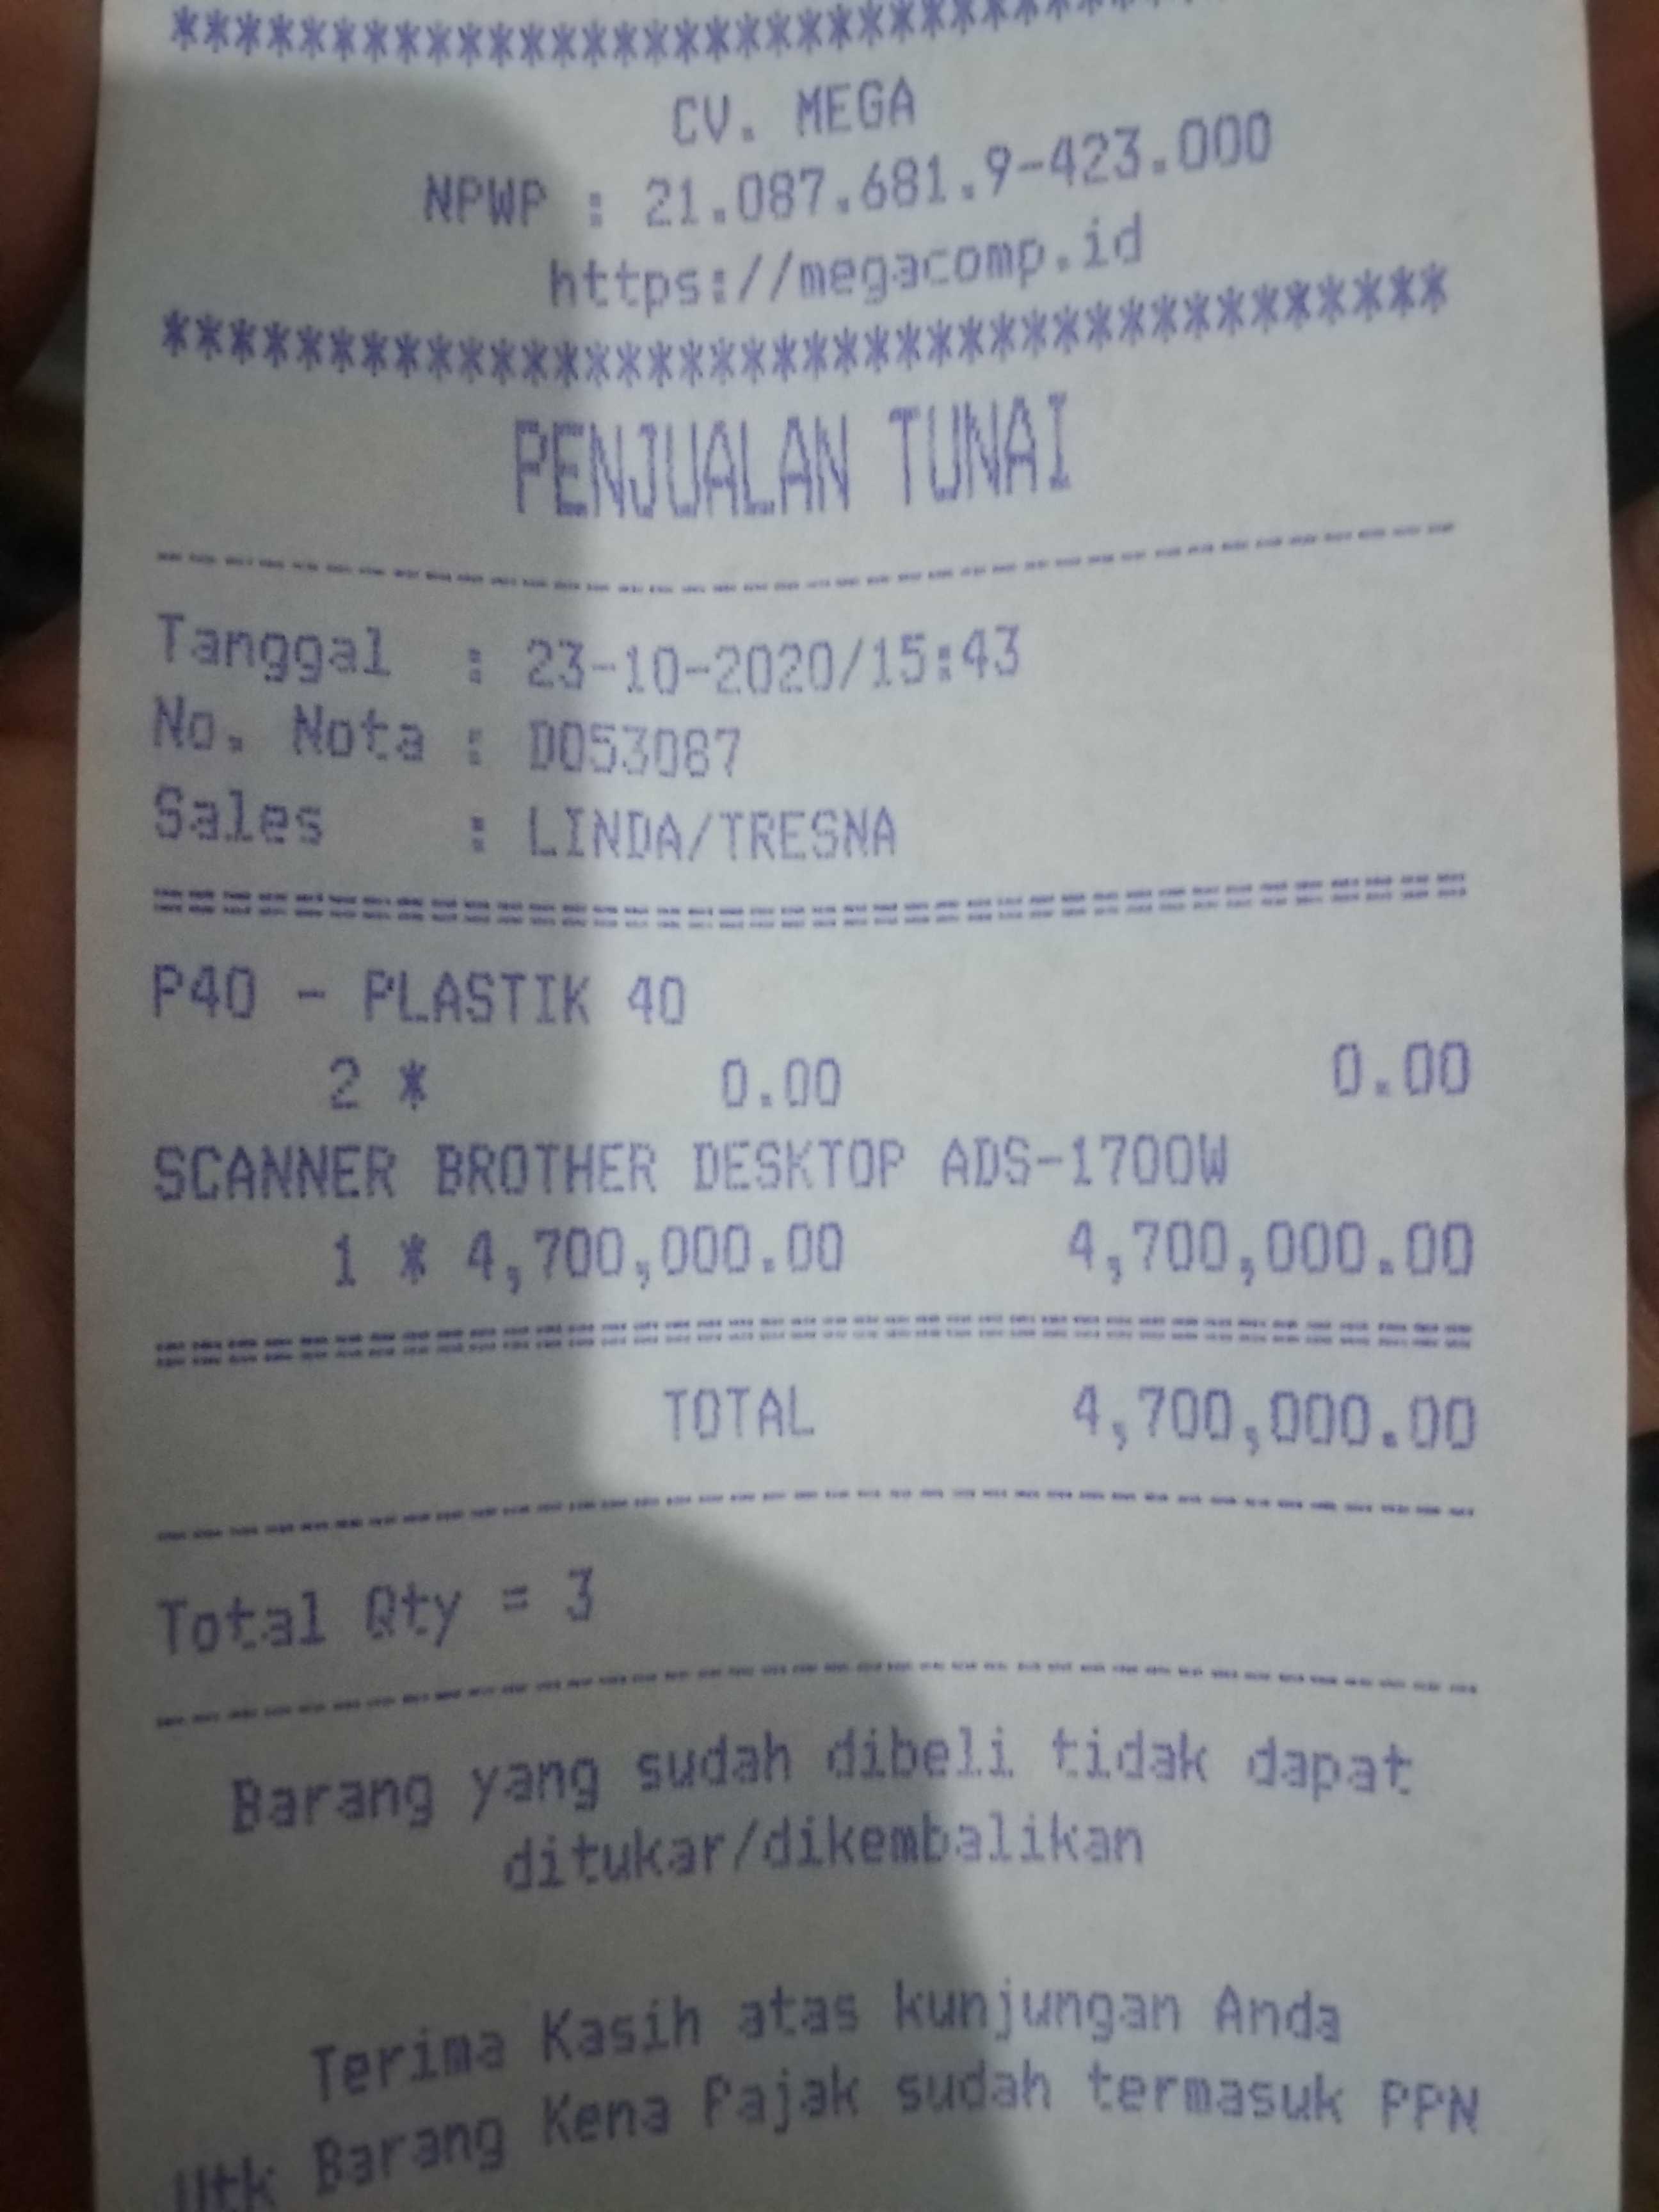 **********************************
CV. MEGA
NPWP : 21.087.681.9-423.000
https://megacomp.id
****************************************
PENJUALAN TUNAI
----------------------------------------
Tanggal : 23-10-2020/15:43
No. Nota : D053087
Sales : LINDA/TRESNA
========================================
P40 - PLASTIK 40
2 * 0.00 0.00
SCANNER BROTHER DESKTOP ADS-1700W
1 * 4,700,000.00 4,700,000.00
========================================
TOTAL 4,700,000.00
----------------------------------------
Total Qty = 3
----------------------------------------
Barang yang sudah dibeli tidak dapat
ditukar/dikembalikan
Terima Kasih atas kunjungan Anda
Utk Barang Kena Pajak sudah termasuk PPN